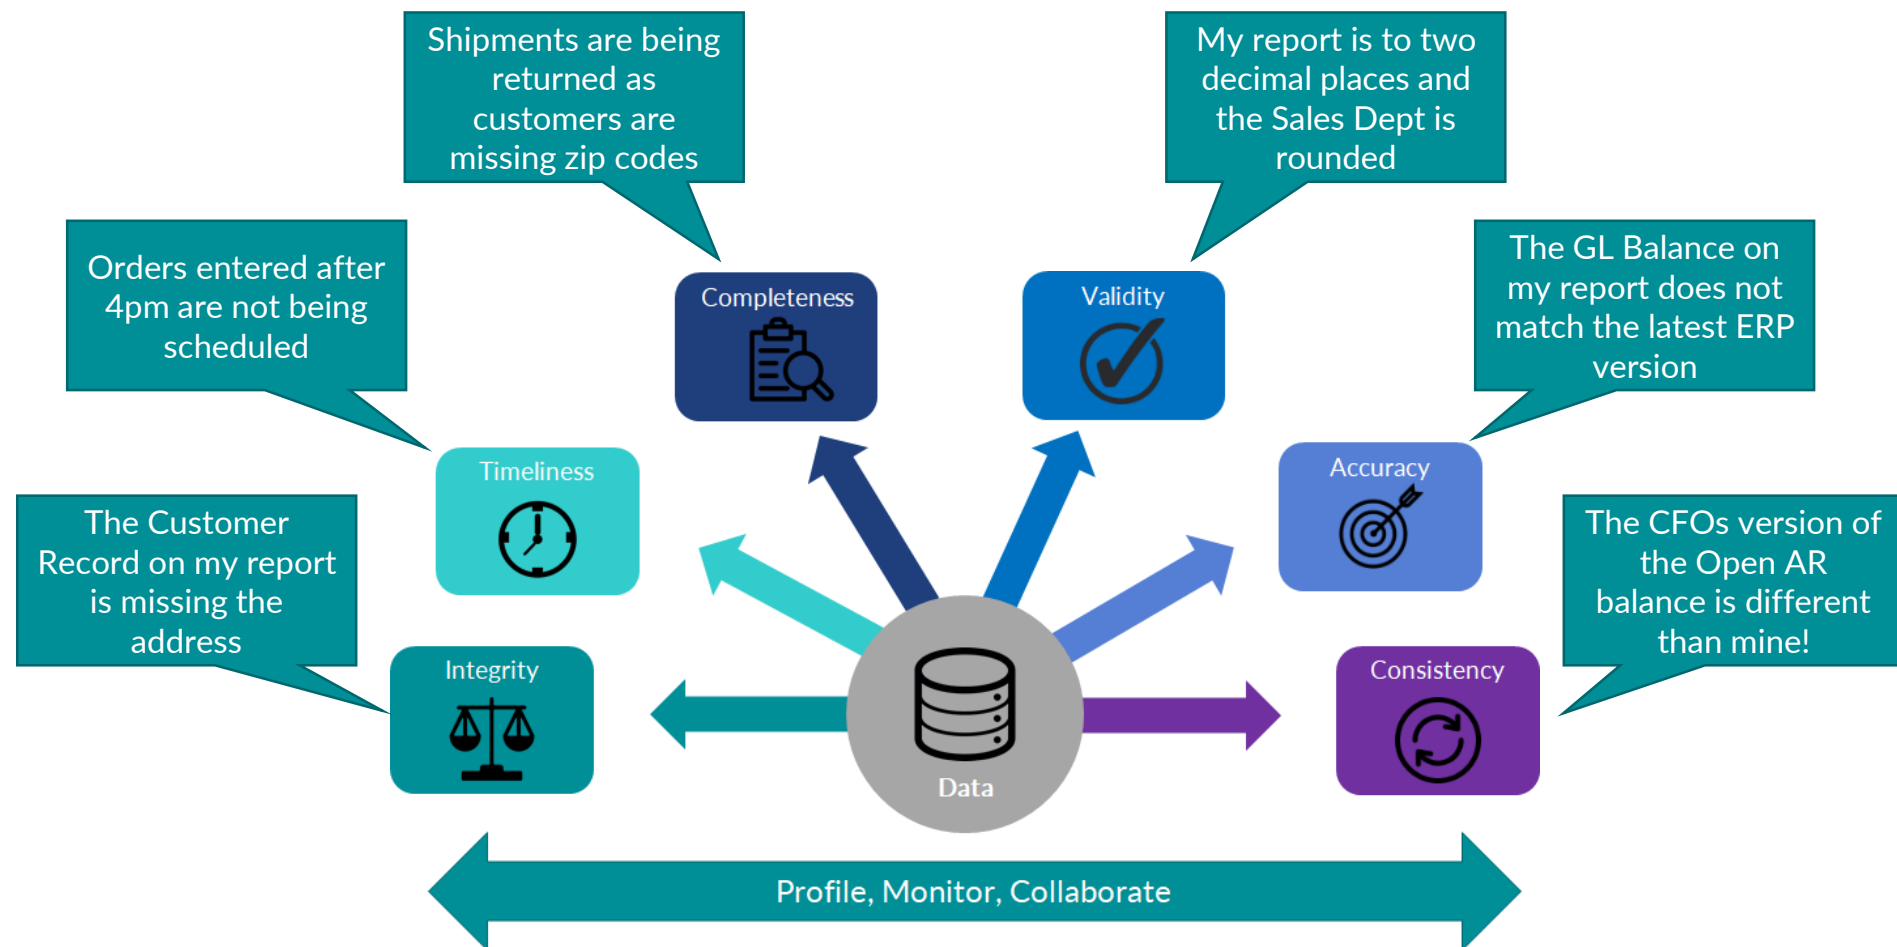 Shipments are being
returned as
customers are
missing zip codes
My report is to two
decimal places and
the Sales Dept is
rounded
Orders entered after
4pm are not being
scheduled
The GL Balance on
my report does not
match the latest ERP
version
Completeness
Validity
Timeliness
Accuracy
The Customer
Record on my report
is missing the
address
The CFOs version of
the Open AR
balance is different
than mine!
Integrity
Consistency
Data
Profile, Monitor, Collaborate